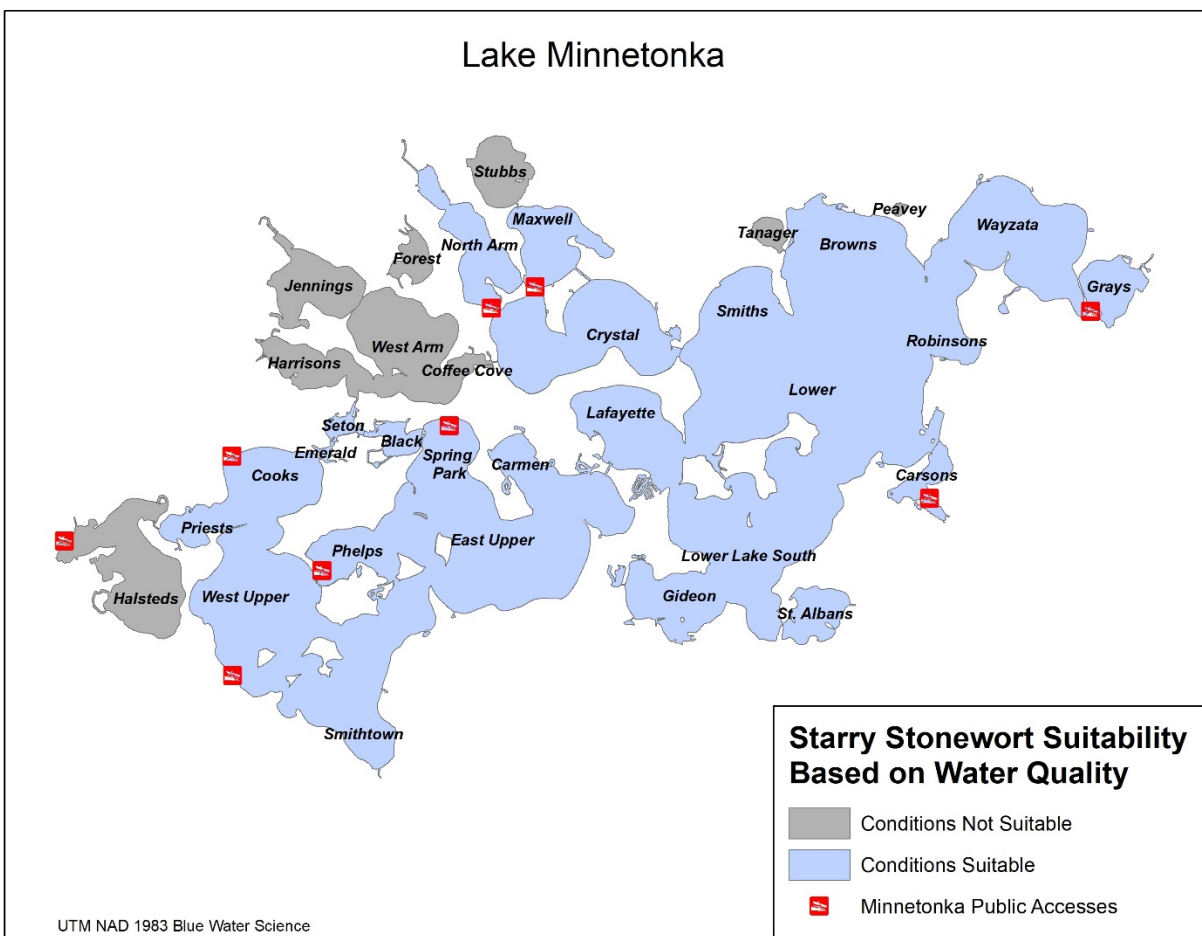 Lake Minnetonka
Stubbs
Maxwell
North Arm
Forest
Jennings
West Arm
Harrisons
Coffee Cove
Crystal
Tanager
Peavey
Browns
Wayzata
Grays
Smiths
Robinsons
Lower
Lafayette
Seton
Black
Emerald
Spring
Park
Carmen
Cooks
Carsons
Priests
Phelps
East Upper
Lower Lake South
Halsteds
West Upper
Gideon
St. Albans
Smithtown
Starry Stonewort Suitability
Based on Water Quality
Conditions Not Suitable
Conditions Suitable
Minnetonka Public Accesses
UTM NAD 1983 Blue Water Science